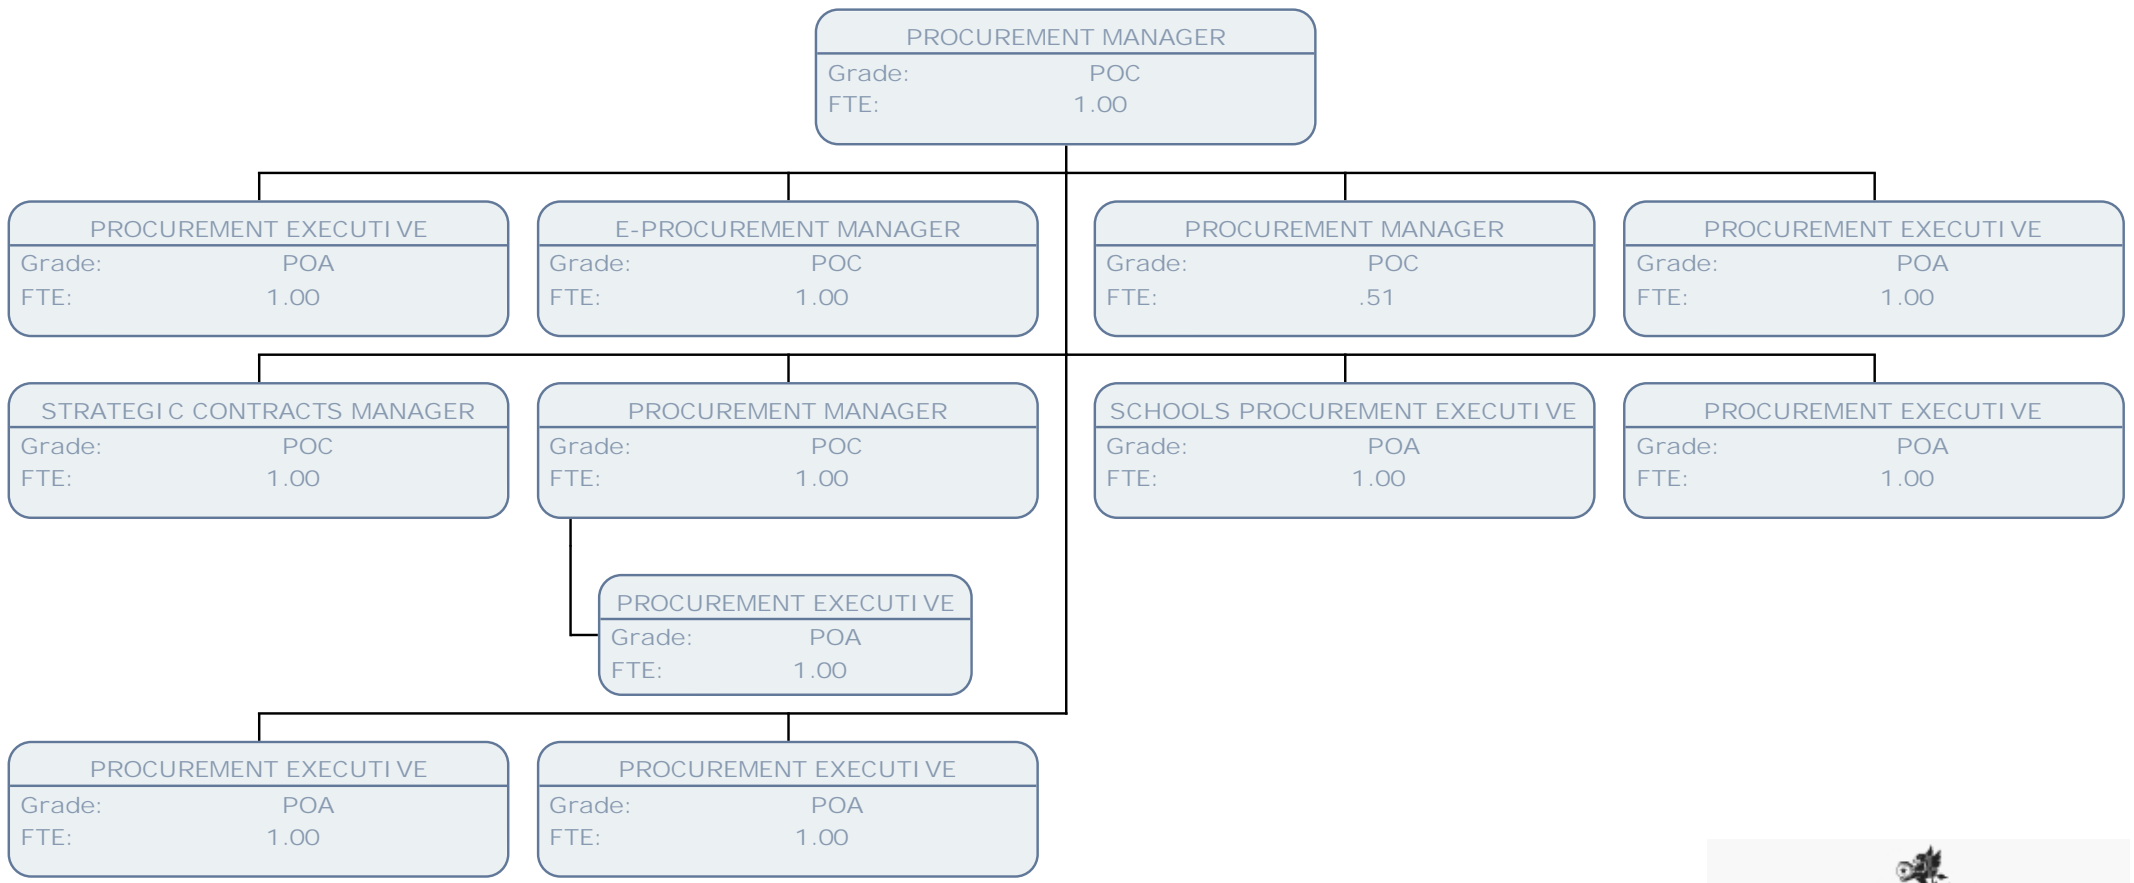 PROCUREMENT MANAGER
Grade: POC
FTE: 1.00
PROCUREMENT EXECUTIVE
Grade: POA
FTE: 1.00
E-PROCUREMENT MANAGER
Grade: POC
FTE: 1.00
PROCUREMENT MANAGER
Grade: POC
FTE: .51
PROCUREMENT EXECUTIVE
Grade: POA
FTE: 1.00
STRATEGIC CONTRACTS MANAGER
Grade: POC
FTE: 1.00
PROCUREMENT MANAGER
Grade: POC
FTE: 1.00
SCHOOLS PROCUREMENT EXECUTIVE
Grade: POA
FTE: 1.00
PROCUREMENT EXECUTIVE
Grade: POA
FTE: 1.00
PROCUREMENT EXECUTIVE
Grade: POA
FTE: 1.00
PROCUREMENT EXECUTIVE
Grade: POA
FTE: 1.00
PROCUREMENT EXECUTIVE
Grade: POA
FTE: 1.00